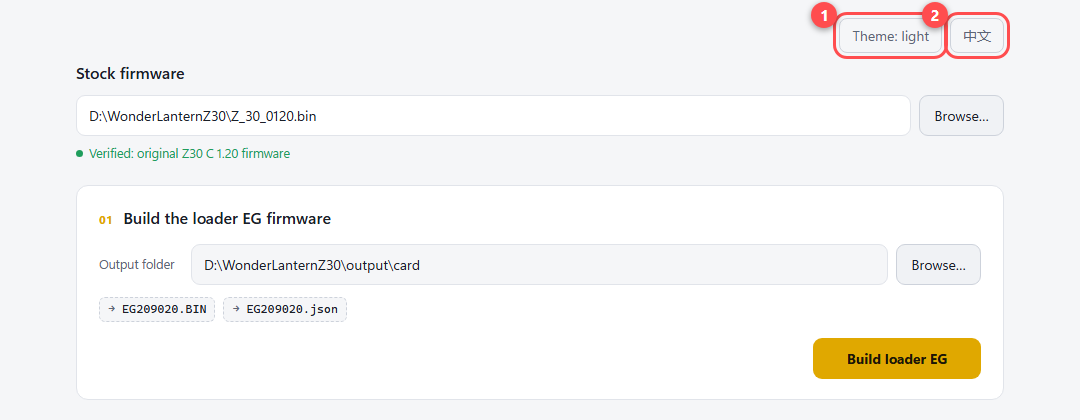 1 2
Theme: light 中文
Stock firmware
D:\WonderLanternZ30\Z_30_0120.bin Browse...
Verified: original Z30 C 1.20 firmware
01 Build the loader EG firmware
Output folder D:\WonderLanternZ30\output\card Browse...
→ EG209020.BIN → EG209020.json
Build loader EG